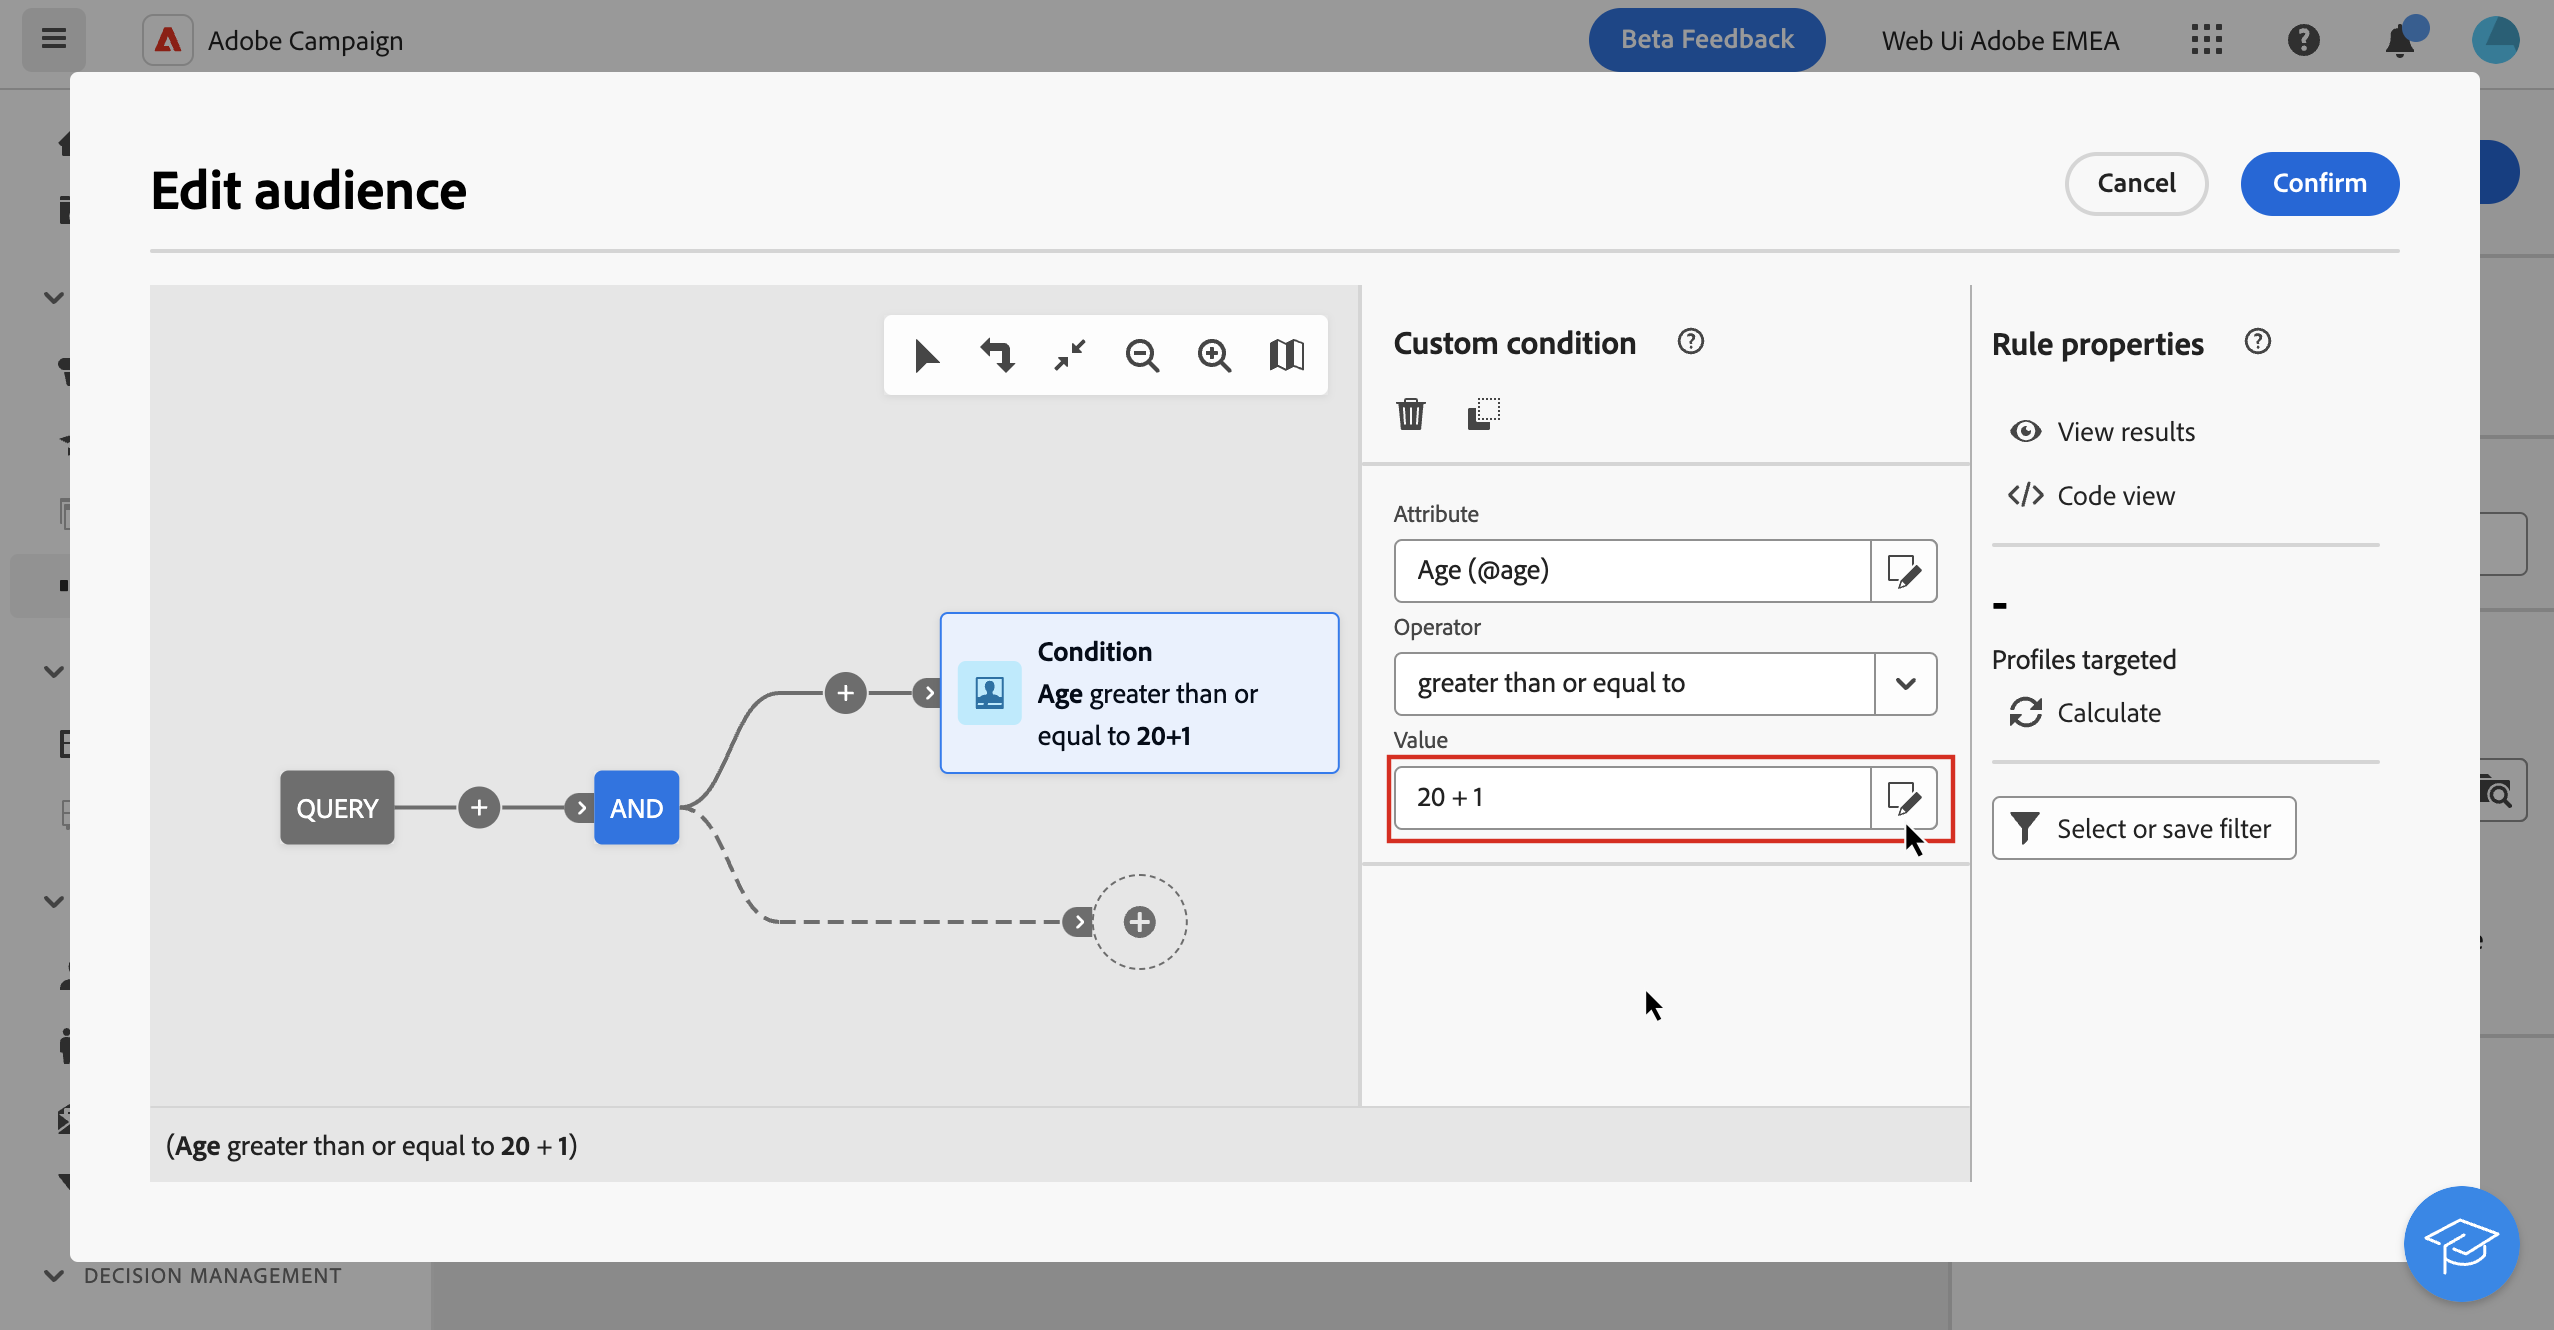 Adobe Campaign
Beta Feedback
Web Ui Adobe EMEA
Edit audience
Cancel
Confirm
Custom condition
Rule properties
View results
Code view
Attribute
Age (@age)
Operator
greater than or equal to
Value
20 + 1
Profiles targeted
Calculate
Select or save filter
Condition
Age greater than or
equal to 20+1
QUERY
AND
(Age greater than or equal to 20 + 1)
DECISION MANAGEMENT